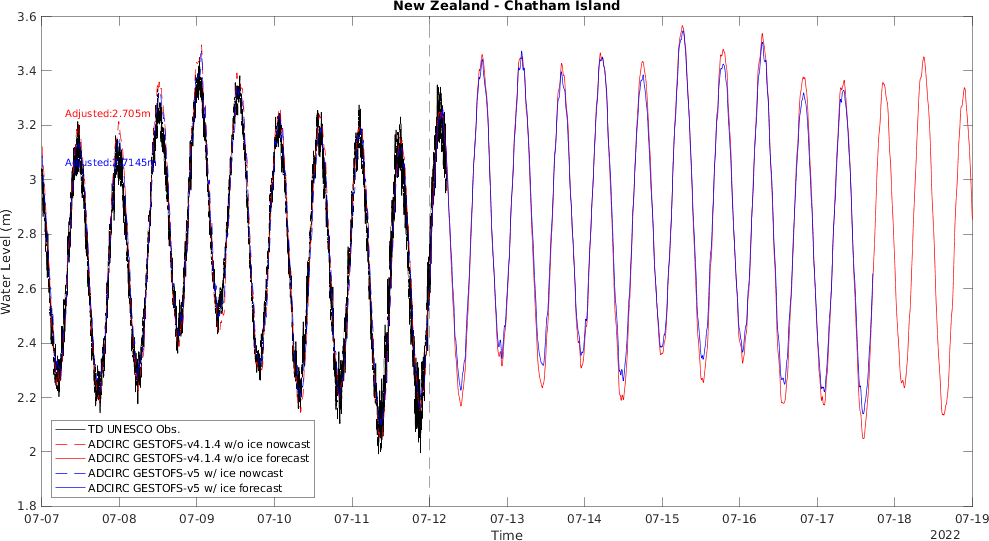 New Zealand - Chatham Island
3.6
3.4
3.2
3
2.8
2.6
2.4
2.2
2
1.8
Water Level (m)
Adjusted:2.705m
Adjusted:2.7145m
TD UNESCO Obs.
ADCIRC GESTOFS-v4.1.4 w/o ice nowcast
ADCIRC GESTOFS-v4.1.4 w/o ice forecast
ADCIRC GESTOFS-v5 w/ ice nowcast
ADCIRC GESTOFS-v5 w/ ice forecast
07-07 07-08 07-09 07-10 07-11 07-12 07-13 07-14 07-15 07-16 07-17 07-18 07-19
Time
2022